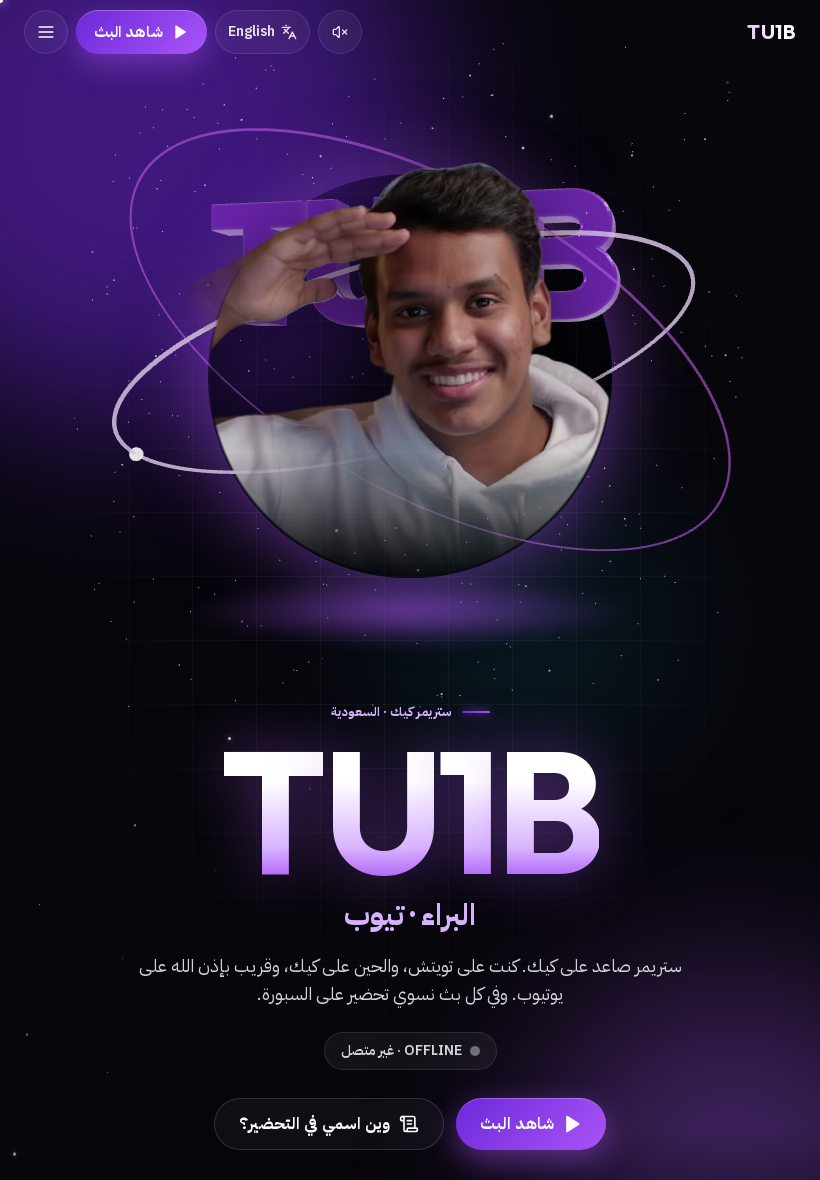 TU1B
English
شاهد البث
ستريمر كيك · السعودية
TU1B
البراء · تيوب
ستريمر صاعد على كيك. كنت على تويتش، والحين على كيك، وقريب بإذن الله على
يوتيوب. وفي كل بث نسوي تحضير على السبورة.
OFFLINE · غير متصل
شاهد البث
وين اسمي في التحضير؟